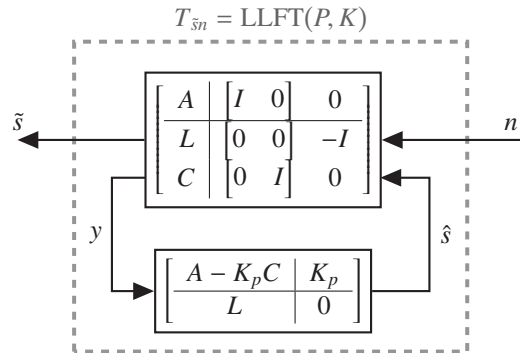 T_{s̃n} = LLFT(P, K)
A [I 0] 0
s̃ L [0 0] −I n
C [0 I] 0
y ŝ
A − K_pC K_p
L 0